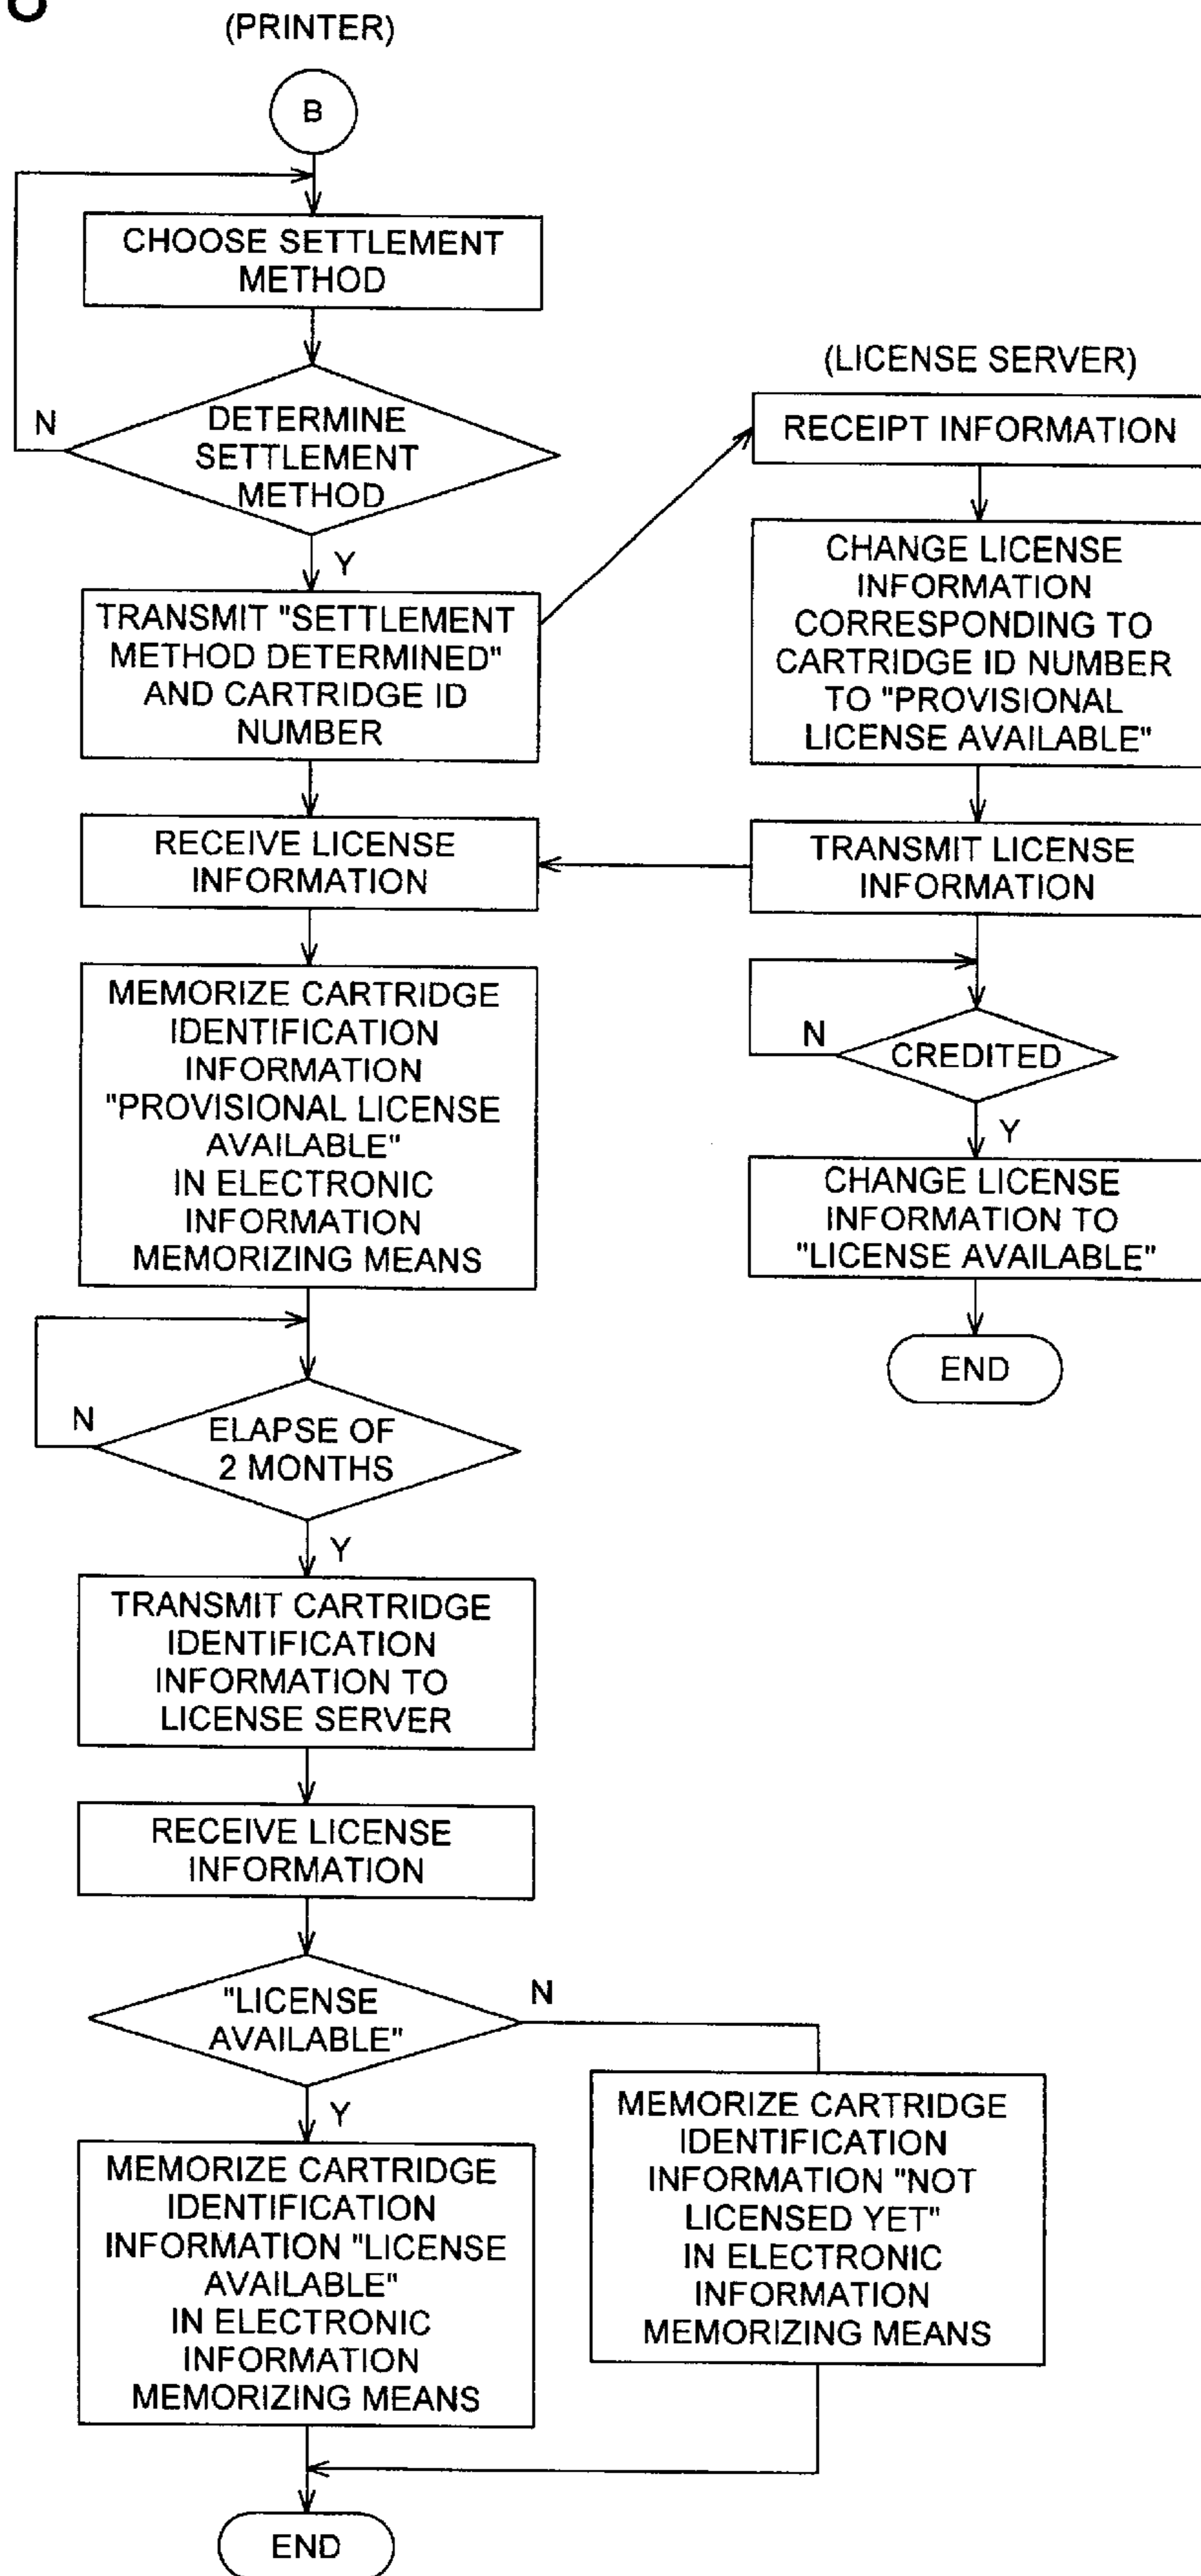 (PRINTER)
B
CHOOSE SETTLEMENT
METHOD
N
DETERMINE
SETTLEMENT
METHOD
Y
TRANSMIT "SETTLEMENT
METHOD DETERMINED"
AND CARTRIDGE ID
NUMBER
RECEIVE LICENSE
INFORMATION
MEMORIZE CARTRIDGE
IDENTIFICATION
INFORMATION
"PROVISIONAL LICENSE
AVAILABLE"
IN ELECTRONIC
INFORMATION
MEMORIZING MEANS
N
ELAPSE OF
2 MONTHS
Y
TRANSMIT CARTRIDGE
IDENTIFICATION
INFORMATION TO
LICENSE SERVER
RECEIVE LICENSE
INFORMATION
"LICENSE
AVAILABLE"
N
Y
MEMORIZE CARTRIDGE
IDENTIFICATION
INFORMATION "LICENSE
AVAILABLE"
IN ELECTRONIC
INFORMATION
MEMORIZING MEANS
MEMORIZE CARTRIDGE
IDENTIFICATION
INFORMATION "NOT
LICENSED YET"
IN ELECTRONIC
INFORMATION
MEMORIZING MEANS
END
(LICENSE SERVER)
RECEIPT INFORMATION
CHANGE LICENSE
INFORMATION
CORRESPONDING TO
CARTRIDGE ID NUMBER
TO "PROVISIONAL
LICENSE AVAILABLE"
TRANSMIT LICENSE
INFORMATION
N
CREDITED
Y
CHANGE LICENSE
INFORMATION TO
"LICENSE AVAILABLE"
END